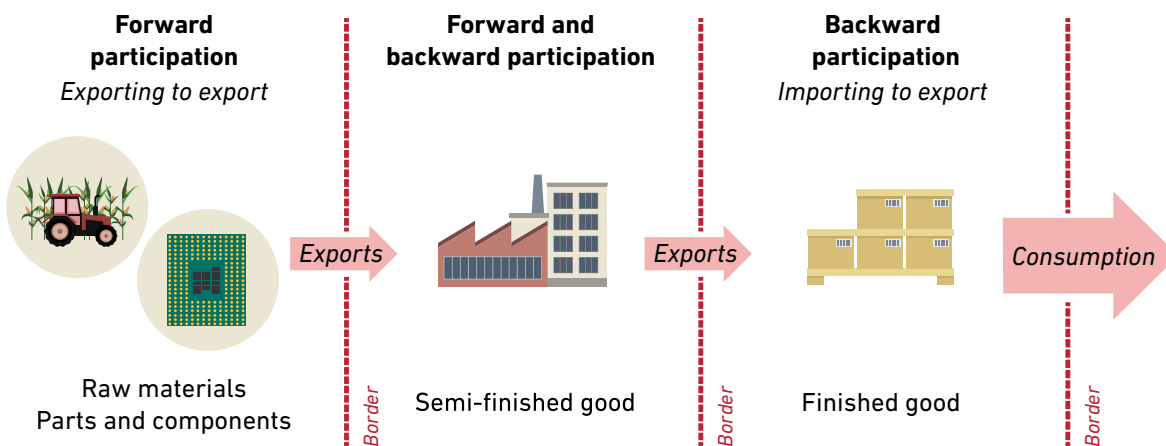 Forward
participation
Exporting to export
Forward and
backward participation
Backward
participation
Importing to export
Exports
Exports
Consumption
Raw materials
Parts and components
Border
Semi-finished good
Border
Finished good
Border